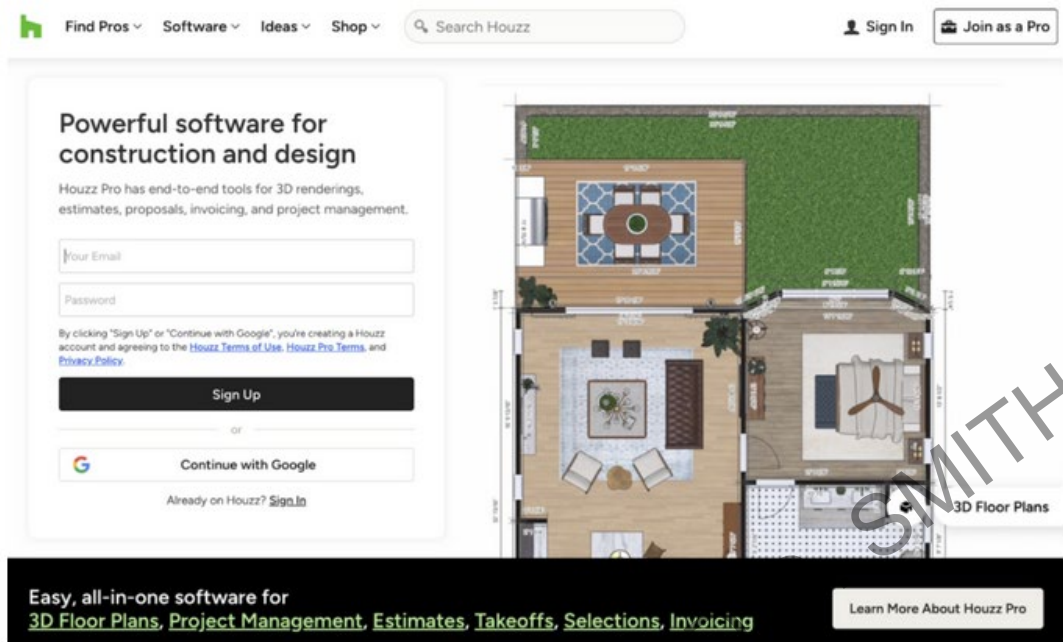 Find Pros Software Ideas Shop Search Houzz Sign In Join as a Pro
Powerful software for
construction and design
Houzz Pro has end-to-end tools for 3D renderings,
estimates, proposals, invoicing, and project management.
Your Email
Password
By clicking "Sign Up" or "Continue with Google", you're creating a Houzz
account and agreeing to the Houzz Terms of Use, Houzz Pro Terms, and
Privacy Policy.
Sign Up
or
Continue with Google
Already on Houzz? Sign In
SMITH
3D Floor Plans
Easy, all-in-one software for
3D Floor Plans, Project Management, Estimates, Takeoffs, Selections, Invoicing
Learn More About Houzz Pro